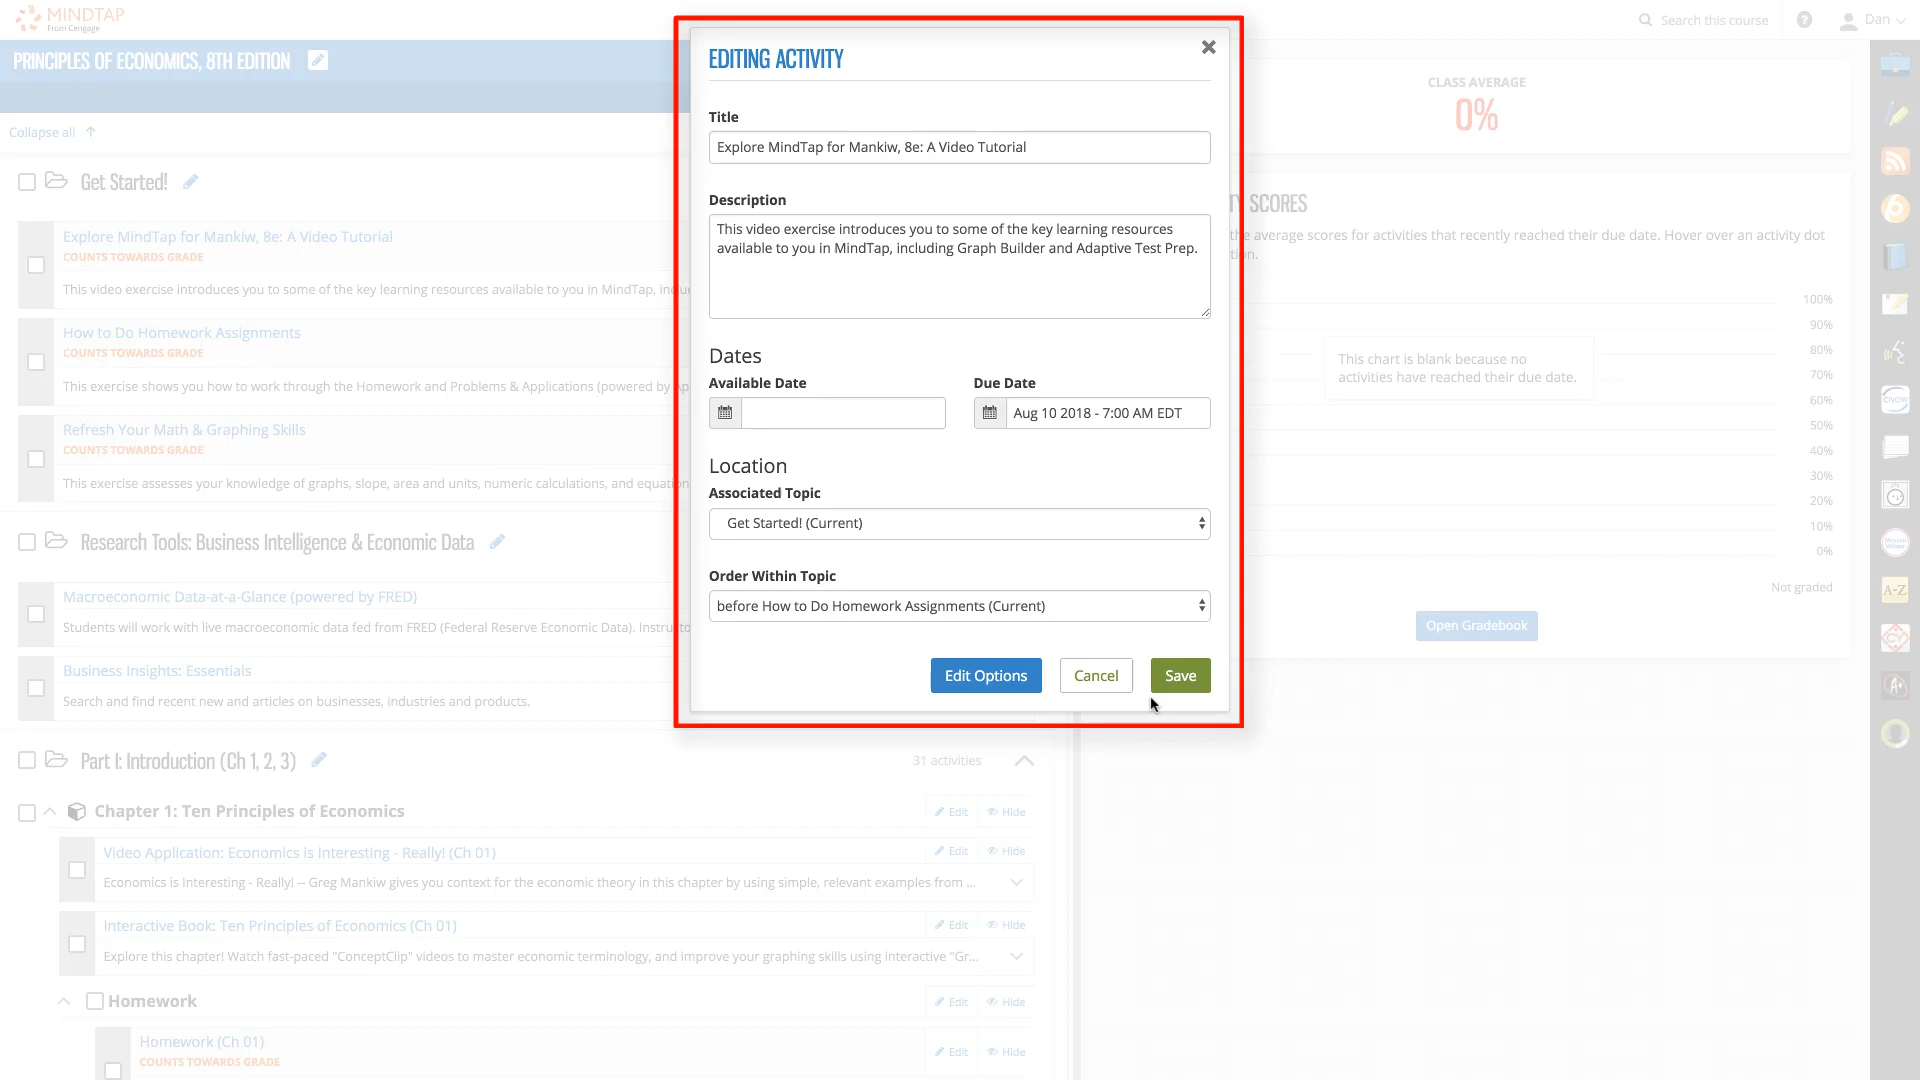 MINDTAP
From Cengage
Search this course
Dan
PRINCIPLES OF ECONOMICS, 8TH EDITION
Collapse all
Get Started!
Explore MindTap for Mankiw, 8e: A Video Tutorial
COUNTS TOWARDS GRADE
This video exercise introduces you to some of the key learning resources available to you in MindTap,
How to Do Homework Assignments
COUNTS TOWARDS GRADE
This exercise shows you how to work through the Homework and Problems & Applications (powered by
Refresh Your Math & Graphing Skills
COUNTS TOWARDS GRADE
This exercise assesses your knowledge of graphs, slope, area and units, numeric calculations, and
Research Tools: Business Intelligence & Economic Data
Macroeconomic Data-at-a-Glance (powered by FRED)
Students will work with live macroeconomic data fed from FRED (Federal Reserve Economic Data).
Business Insights: Essentials
Search and find recent new and articles on businesses, industries and products.
Part I: Introduction (Ch 1, 2, 3)
31 activities
Chapter 1: Ten Principles of Economics
Edit Hide
Video Application: Economics is Interesting - Really! (Ch 01)
Edit Hide
Economics is Interesting - Really! -- Greg Mankiw gives you context for the economic theory in this chapter by using simple, relevant examples from ...
Interactive Book: Ten Principles of Economics (Ch 01)
Edit Hide
Explore this chapter! Watch fast-paced "ConceptClip" videos to master economic terminology, and improve your graphing skills using interactive "Gr...
Homework
Edit Hide
Homework (Ch 01)
COUNTS TOWARDS GRADE
Edit Hide
EDITING ACTIVITY
Title
Explore MindTap for Mankiw, 8e: A Video Tutorial
Description
This video exercise introduces you to some of the key learning resources
available to you in MindTap, including Graph Builder and Adaptive Test Prep.
Dates
Available Date
Due Date
Aug 10 2018 - 7:00 AM EDT
Location
Associated Topic
Get Started! (Current)
Order Within Topic
before How to Do Homework Assignments (Current)
Edit Options
Cancel
Save
CLASS AVERAGE
0%
SCORES
the average scores for activities that recently reached their due date. Hover over an activity dot
100%
90%
80%
70%
60%
50%
40%
30%
20%
10%
0%
This chart is blank because no
activities have reached their due date.
Not graded
Open Gradebook
CNOW
A-Z
A+